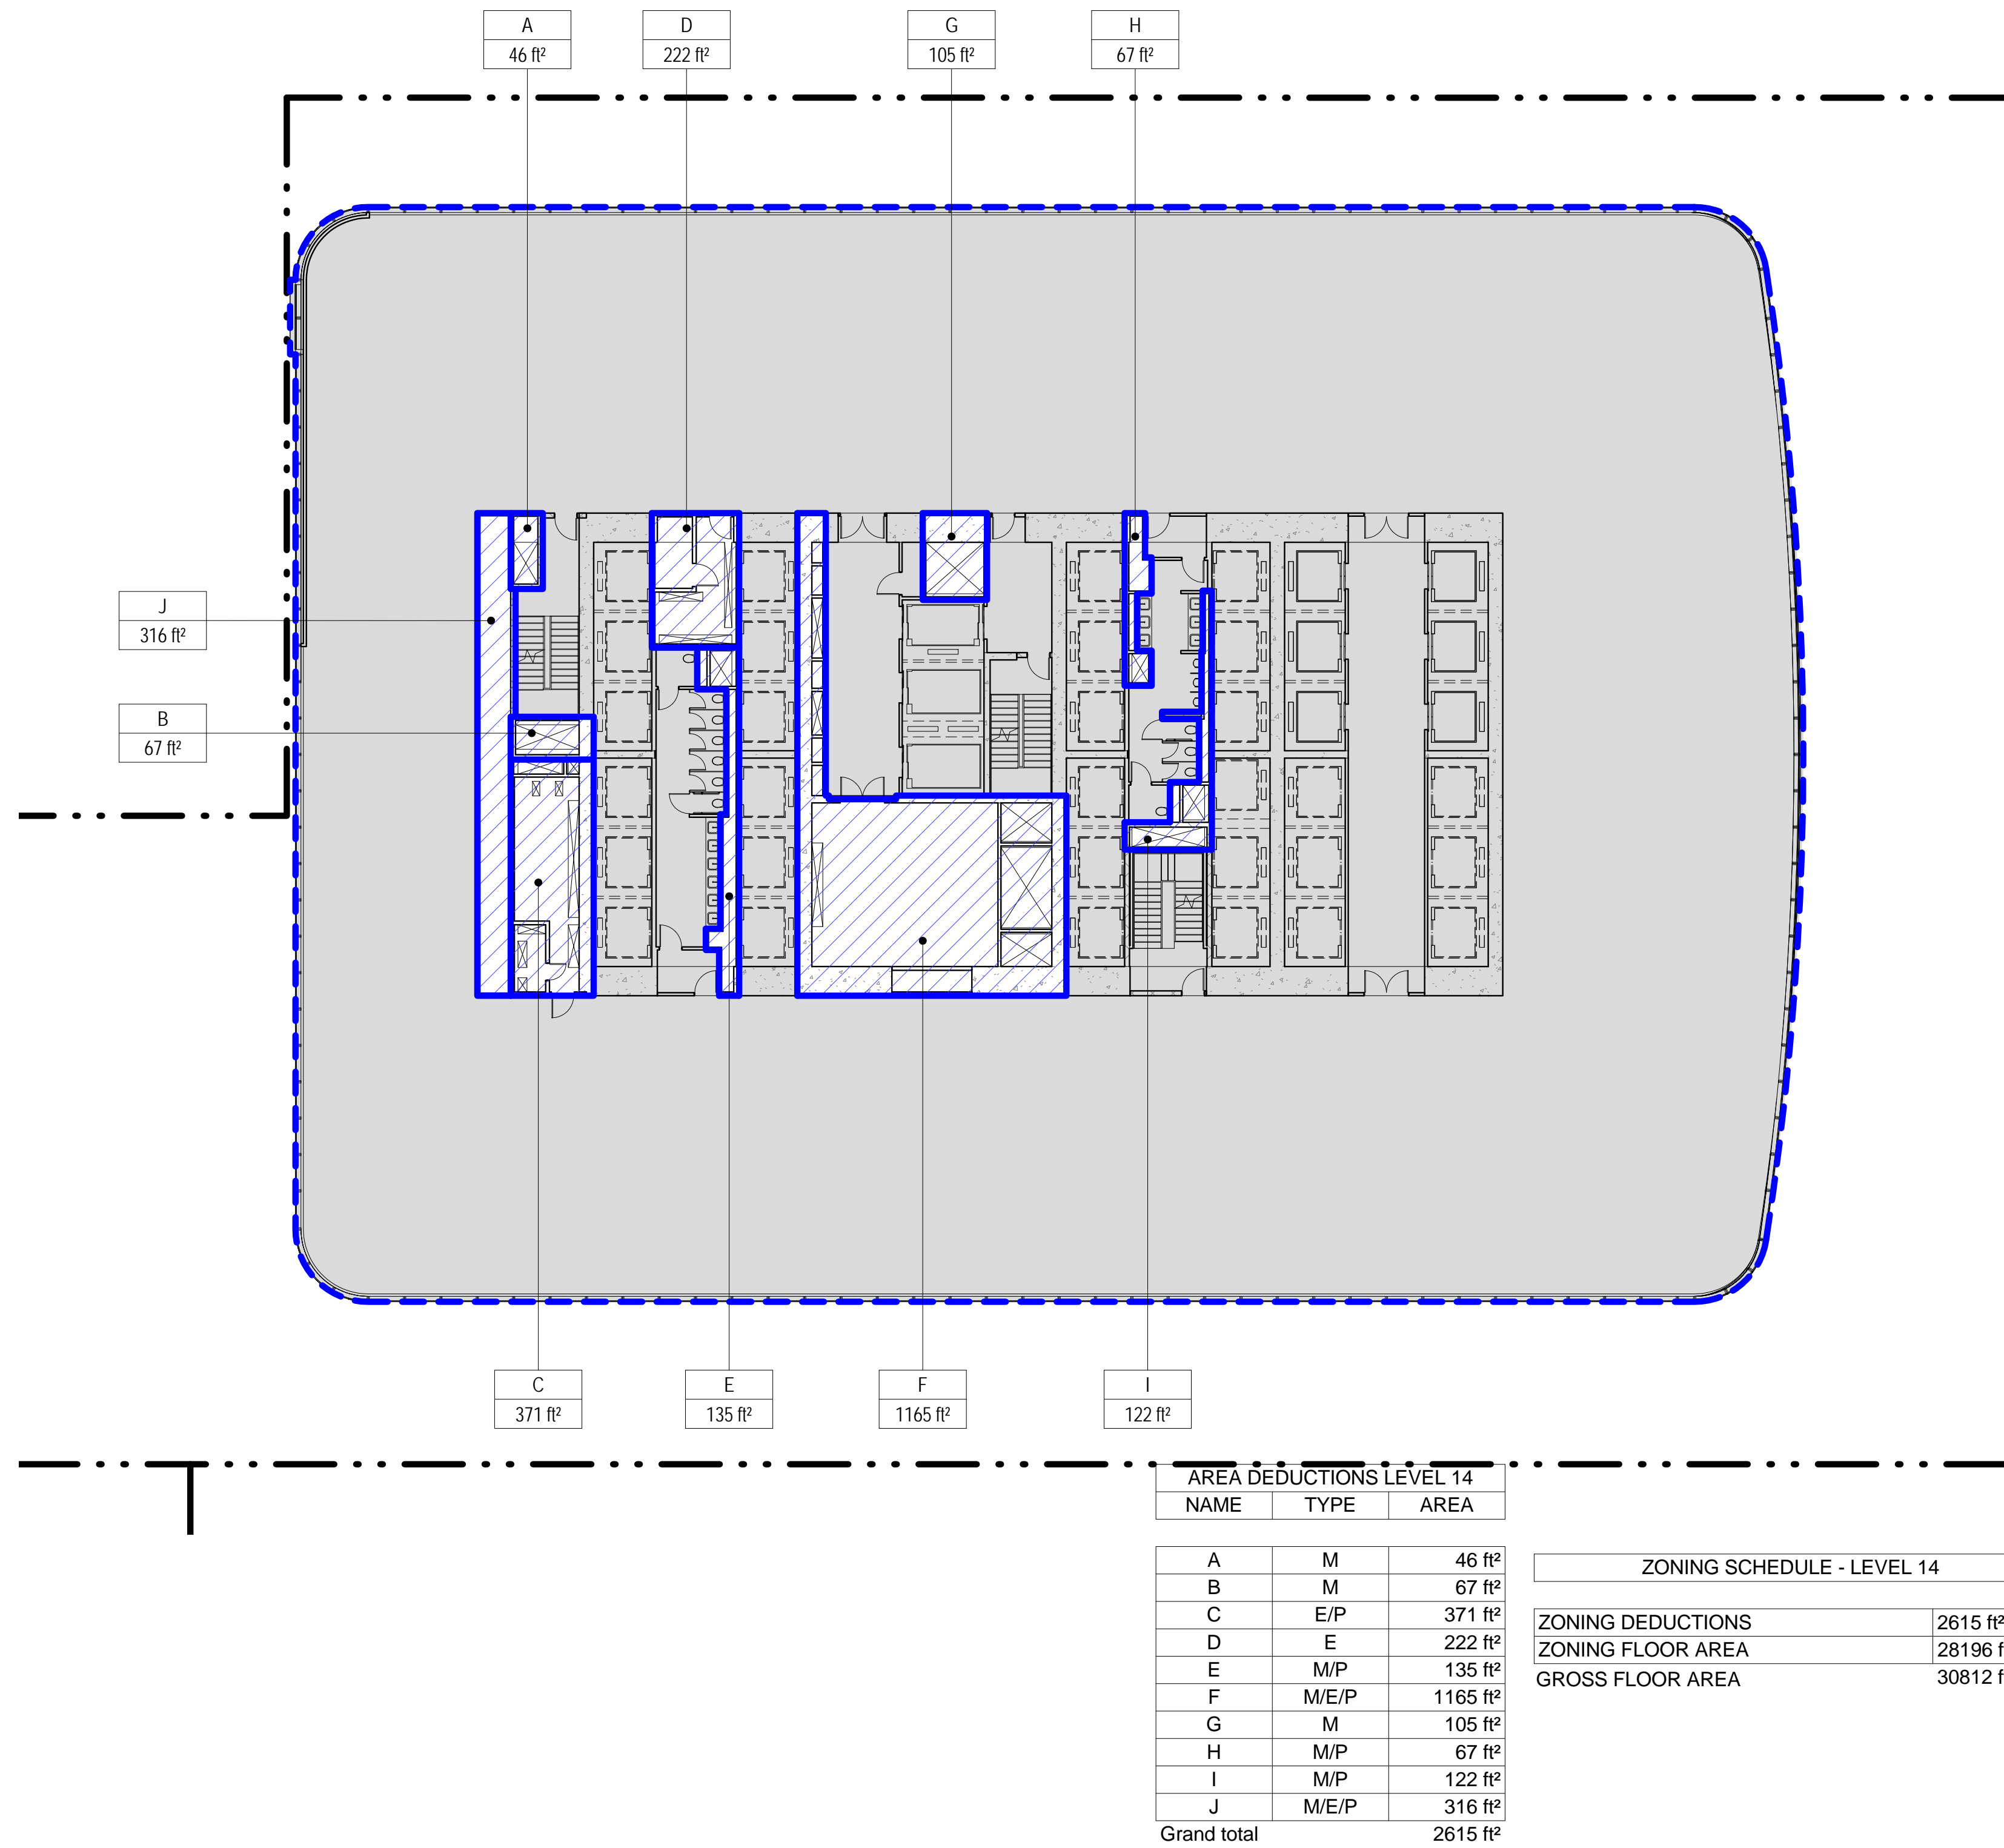 A
46 ft²
D
222 ft²
G
105 ft²
H
67 ft²
J
316 ft²
B
67 ft²
C
371 ft²
E
135 ft²
F
1165 ft²
I
122 ft²
AREA DEDUCTIONS LEVEL 14
NAME TYPE AREA
A M 46 ft²
B M 67 ft²
C E/P 371 ft²
D E 222 ft²
E M/P 135 ft²
F M/E/P 1165 ft²
G M 105 ft²
H M/P 67 ft²
I M/P 122 ft²
J M/E/P 316 ft²
Grand total 2615 ft²
ZONING SCHEDULE - LEVEL 14
ZONING DEDUCTIONS 2615 ft²
ZONING FLOOR AREA 28196 f
GROSS FLOOR AREA 30812 f